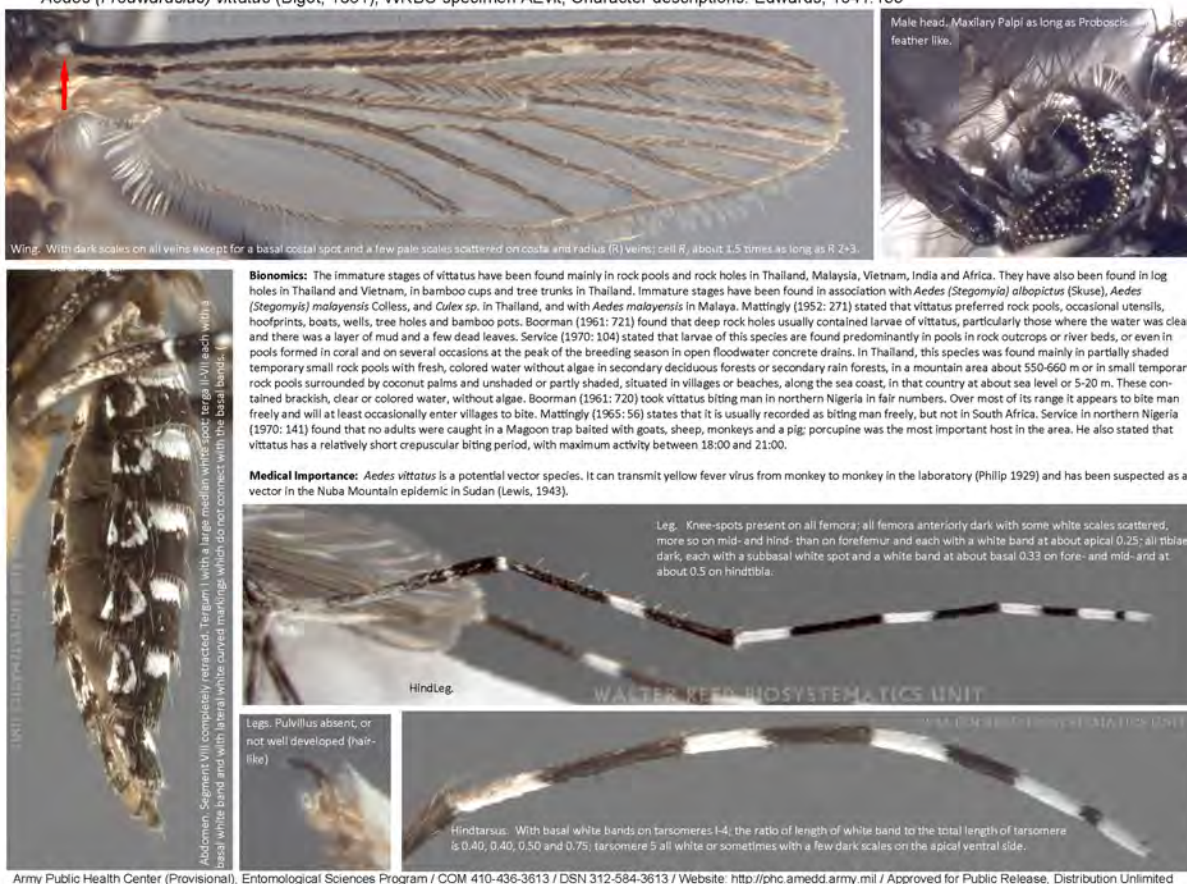 Aedes (Fredwardsius) vittatus (Bigot, 1861), WRBU specimen AEvit, Character descriptions: Edwards, 1941:133
Male head. Maxilary Palpi as long as Proboscis.
feather like.
Wing. With dark scales on all veins except for a basal costal spot and a few pale scales scattered on costa and radius (R) veins; cell R, about 1.5 times as long as R 2+3.
Bionomics: The immature stages of vittatus have been found mainly in rock pools and rock holes in Thailand, Malaysia, Vietnam, India and Africa. They have also been found in log
holes in Thailand and Vietnam, in bamboo cups and tree trunks in Thailand. Immature stages have been found in association with Aedes (Stegomyia) albopictus (Skuse), Aedes
(Stegomyis) malayensis Colless, and Culex sp. in Thailand, and with Aedes malayensis in Malaya. Mattingly (1952: 271) stated that vittatus preferred rock pools, occasional utensils,
hoofprints, boats, wells, tree holes and bamboo pots. Boorman (1961: 721) found that deep rock holes usually contained larvae of vittatus, particularly those where the water was clear
and there was a layer of mud and a few dead leaves. Service (1970: 104) stated that larvae of this species are found predominantly in pools in rock outcrops or river beds, or even in
pools formed in coral and on several occasions at the peak of the breeding season in open floodwater concrete drains. In Thailand, this species was found mainly in partially shaded
temporary small rock pools with fresh, colored water without algae in secondary deciduous forests or secondary rain forests, in a mountain area about 550-660 m or in small temporary
rock pools surrounded by coconut palms and unshaded or partly shaded, situated in villages or beaches, along the sea coast, in that country at about sea level or 5-20 m. These con-
tained brackish, clear or colored water, without algae. Boorman (1961: 720) took vittatus biting man in northern Nigeria in fair numbers. Over most of its range it appears to bite man
freely and will at least occasionally enter villages to bite. Mattingly (1965: 56) states that it is usually recorded as biting man freely, but not in South Africa. Service in northern Nigeria
(1970: 141) found that no adults were caught in a Magoon trap baited with goats, sheep, monkeys and a pig; porcupine was the most important host in the area. He also stated that
vittatus has a relatively short crepuscular biting period, with maximum activity between 18:00 and 21:00.
Medical Importance: Aedes vittatus is a potential vector species. It can transmit yellow fever virus from monkey to monkey in the laboratory (Philip 1929) and has been suspected as a
vector in the Nuba Mountain epidemic in Sudan (Lewis, 1943).
Abdomen. Segment VIII completely retracted. Tergum I with a large median white spot; terga II-VII each with a
basal white band and with lateral white curved markings which do not connect with the basal bands. (
Leg. Knee-spots present on all femora; all femora anteriorly dark with some white scales scattered,
more so on mid- and hind- than on forefemur and each with a white band at about apical 0.25; all tibiae
dark, each with a subbasal white spot and a white band at about basal 0.33 on fore- and mid- and at
about 0.5 on hindtibia.
HindLeg.
WALTER REED BIOSYSTEMATICS UNIT
Legs. Pulvillus absent, or
not well developed (hair-
like)
Hindtarsus. With basal white bands on tarsomeres I-4; the ratio of length of white band to the total length of tarsomere
is 0.40, 0.40, 0.50 and 0.75; tarsomere 5 all white or sometimes with a few dark scales on the apical ventral side.
Army Public Health Center (Provisional), Entomological Sciences Program / COM 410-436-3613 / DSN 312-584-3613 / Website: http://phc.amedd.army.mil / Approved for Public Release, Distribution Unlimited